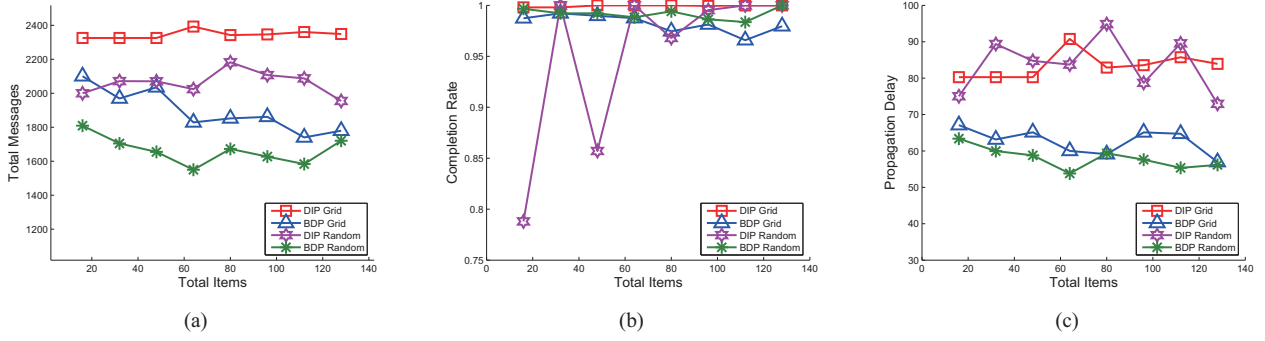 2400
2200
2000
1800
1600
1400
1200
20 40 60 80 100 120 140
Total Messages
Total Items
DIP Grid
BDP Grid
DIP Random
BDP Random
(a)
1
0.95
0.9
0.85
0.8
0.75
0 20 40 60 80 100 120 140
Completion Rate
Total Items
DIP Grid
BDP Grid
DIP Random
BDP Random
(b)
100
90
80
70
60
50
40
30
0 20 40 60 80 100 120 140
Propagation Delay
Total Items
DIP Grid
BDP Grid
DIP Random
BDP Random
(c)